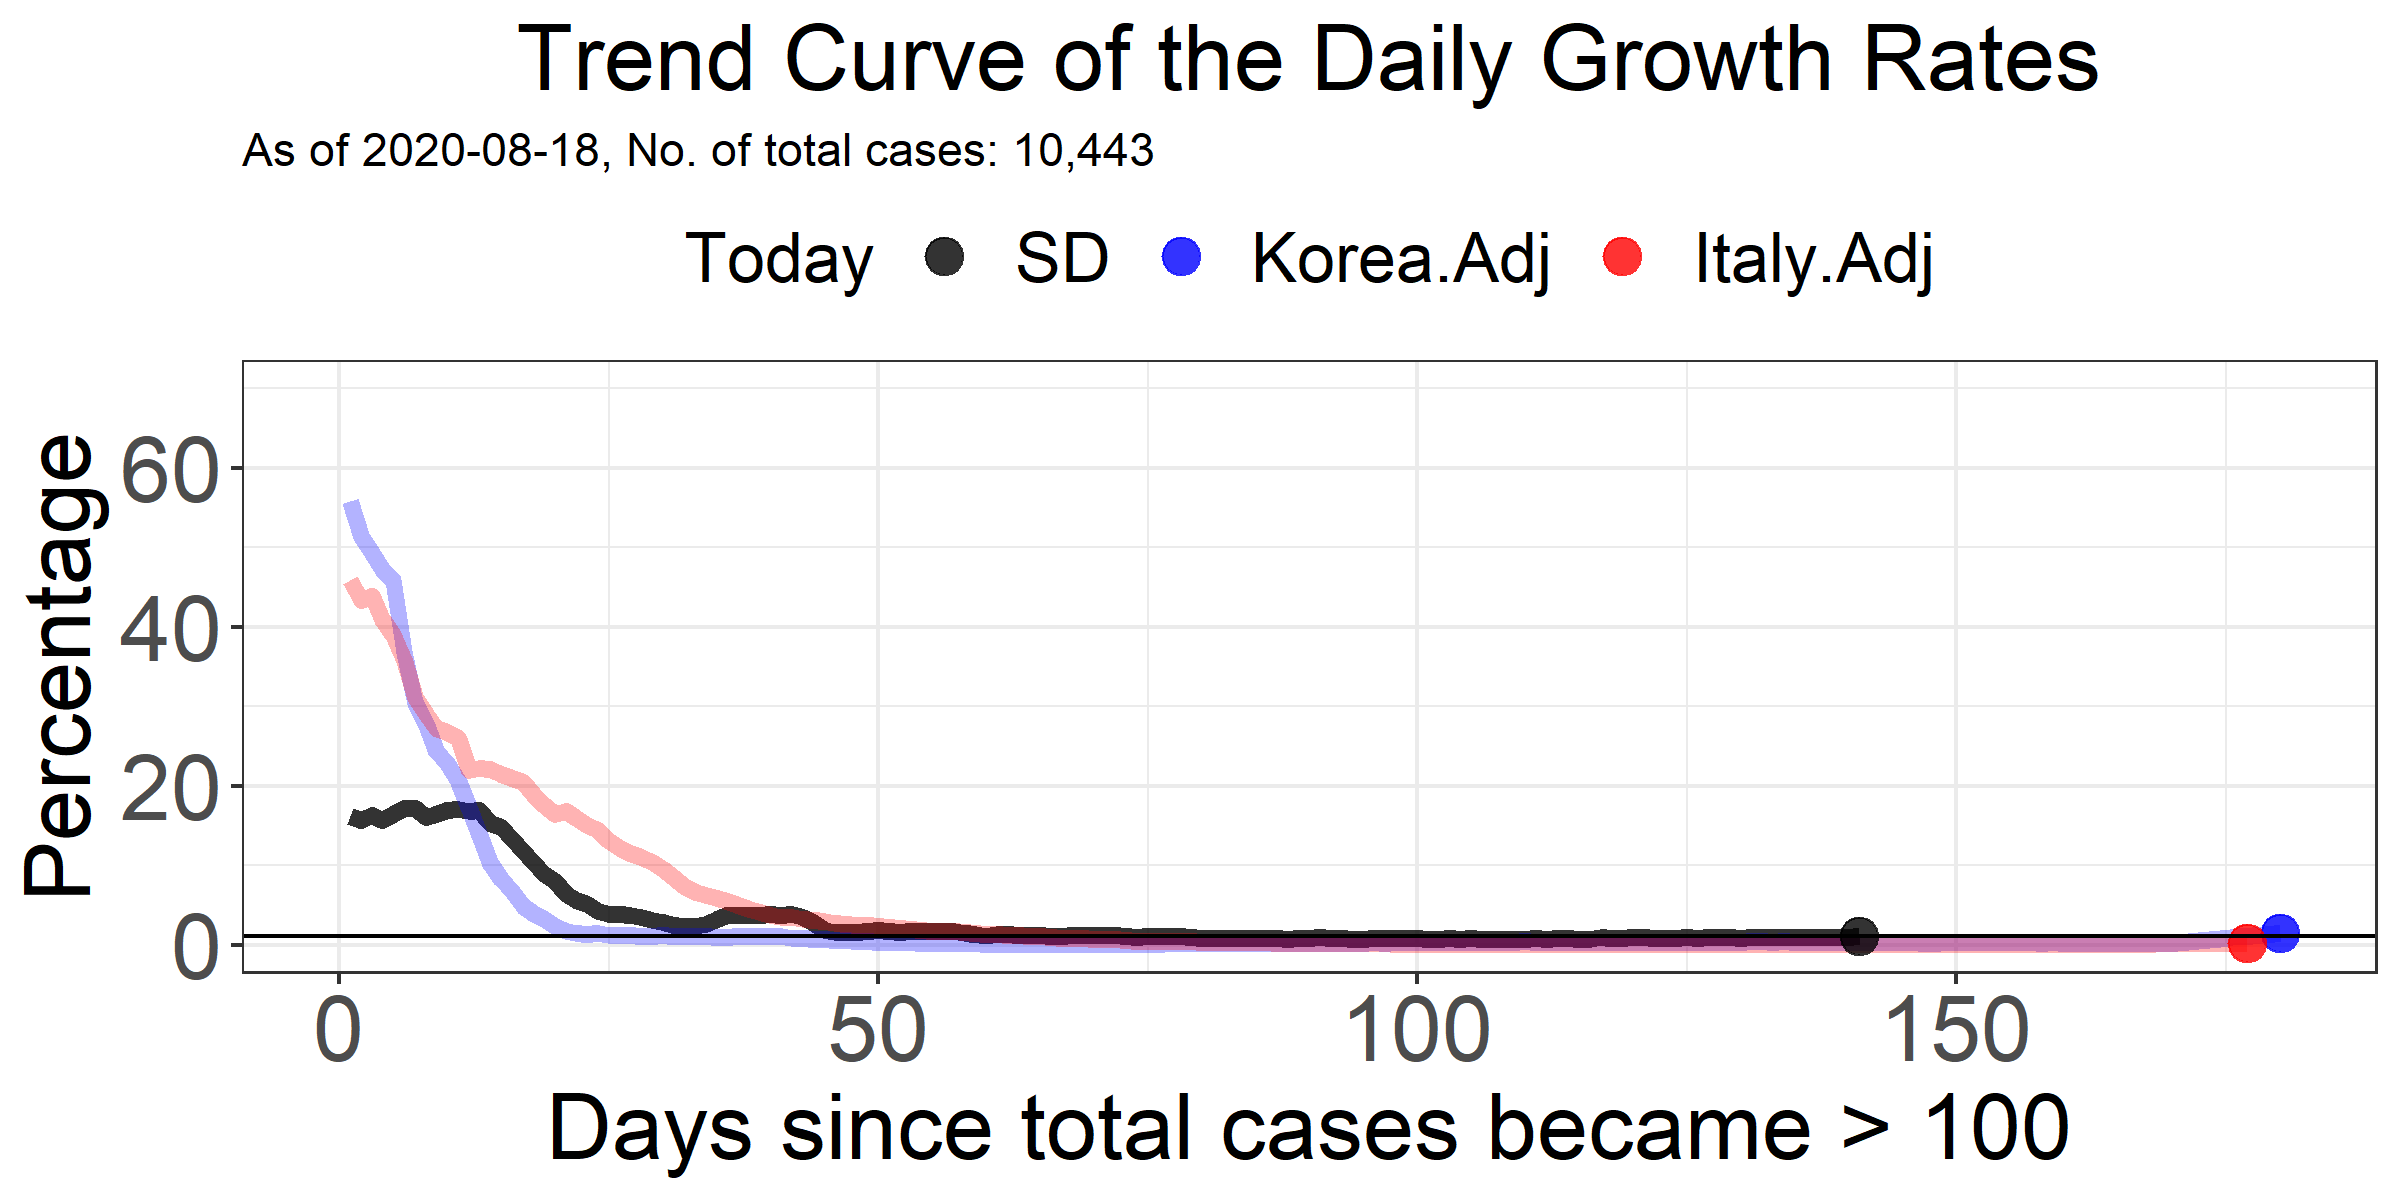 Trend Curve of the Daily Growth Rates
As of 2020-08-18, No. of total cases: 10,443
Today SD Korea.Adj Italy.Adj
Percentage
60
40
20
0
0 50 100 150
Days since total cases became > 100